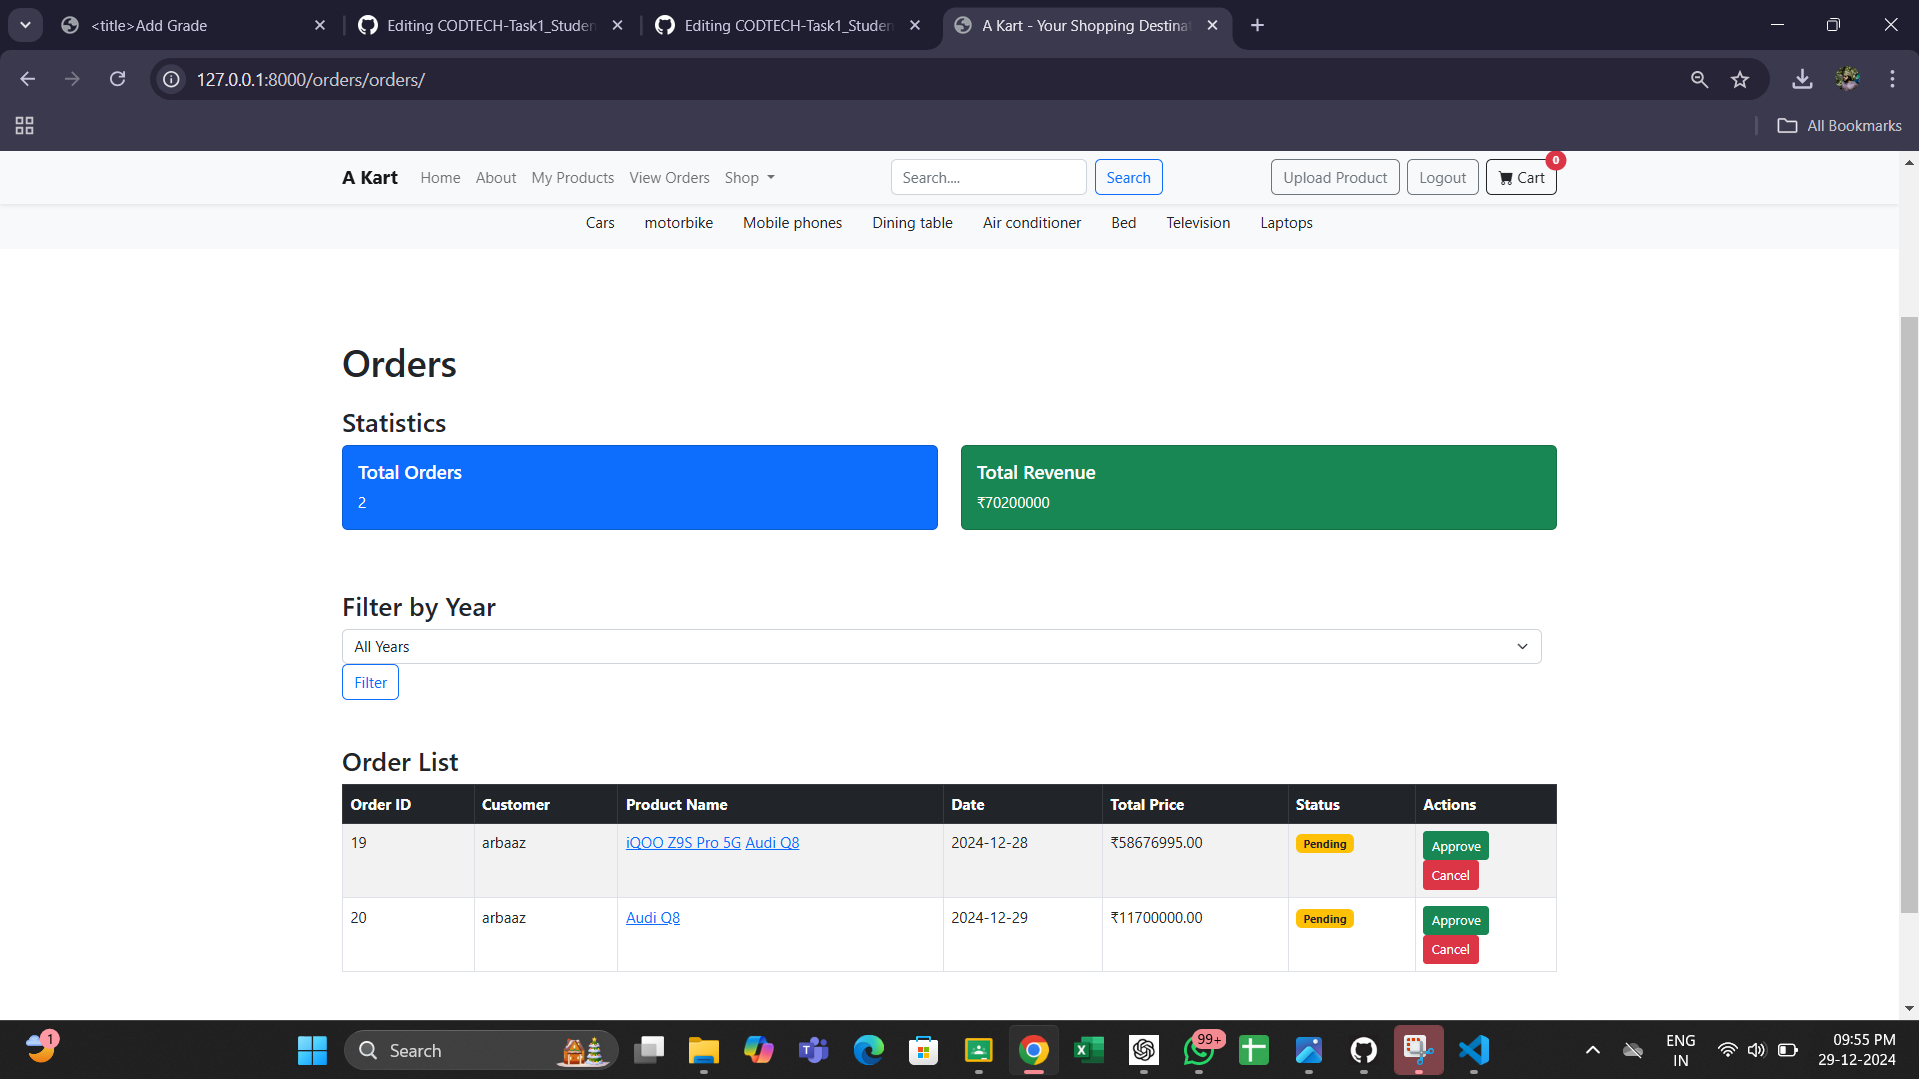 <title>Add Grade
Editing CODTECH-Task1_Studen
Editing CODTECH-Task1_Studen
A Kart - Your Shopping Destinat
127.0.0.1:8000/orders/orders/
All Bookmarks
A Kart Home About My Products View Orders Shop Search.... Search Upload Product Logout Cart 0
Cars motorbike Mobile phones Dining table Air conditioner Bed Television Laptops
Orders
Statistics
Total Orders
2
Total Revenue
₹70200000
Filter by Year
All Years
Filter
Order List
Order ID Customer Product Name Date Total Price Status Actions
19 arbaaz iQOO Z9S Pro 5G Audi Q8 2024-12-28 ₹58676995.00 Pending Approve
Cancel
20 arbaaz Audi Q8 2024-12-29 ₹11700000.00 Pending Approve
Cancel
1
Search
99+
ENG
IN
09:55 PM
29-12-2024